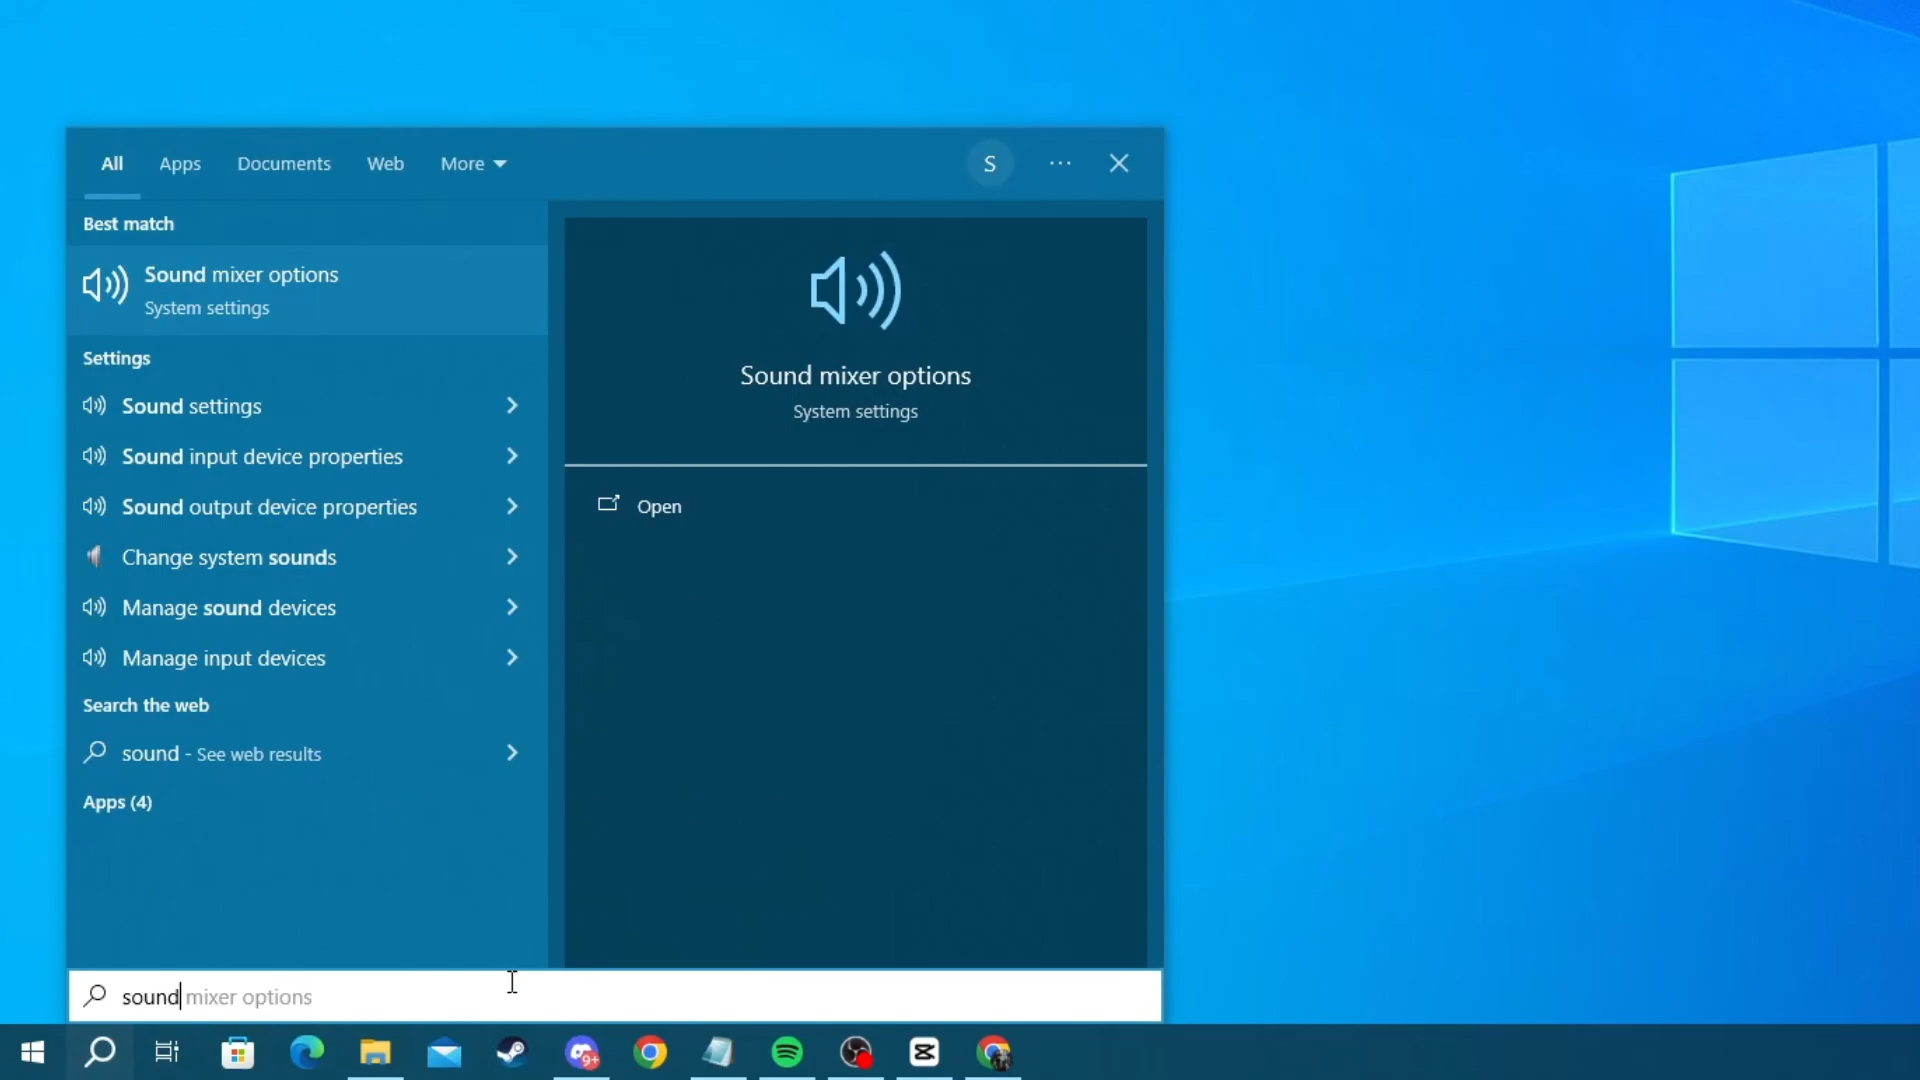 All Apps Documents Web More S
Best match
Sound mixer options
System settings
Settings
Sound settings
Sound input device properties
Sound output device properties
Change system sounds
Manage sound devices
Manage input devices
Search the web
sound - See web results
Apps (4)
Sound mixer options
System settings
Open
sound mixer options
9+